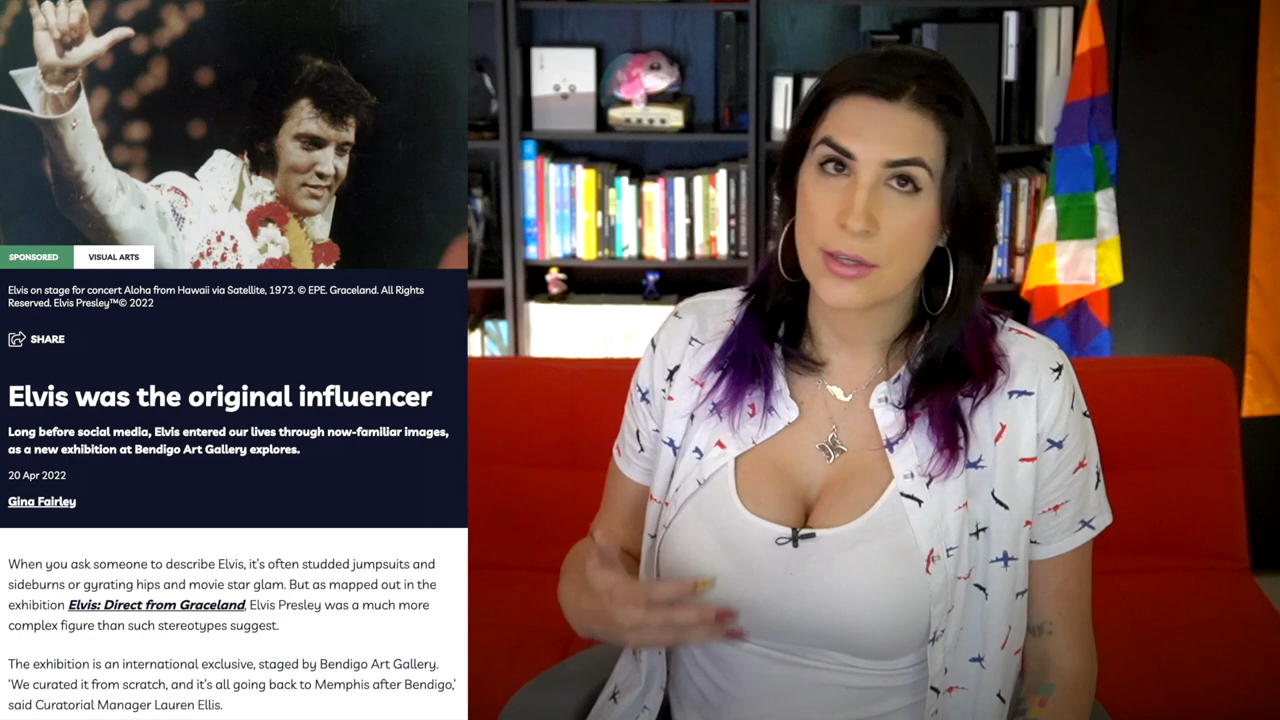 SPONSORED
VISUAL ARTS
Elvis on stage for concert Aloha from Hawaii via Satellite, 1973. © EPE. Graceland. All Rights
Reserved. Elvis Presley™© 2022
SHARE
Elvis was the original influencer
Long before social media, Elvis entered our lives through now-familiar images,
as a new exhibition at Bendigo Art Gallery explores.
20 Apr 2022
Gina Fairley
When you ask someone to describe Elvis, it's often studded jumpsuits and
sideburns or gyrating hips and movie star glam. But as mapped out in the
exhibition Elvis: Direct from Graceland, Elvis Presley was a much more
complex figure than such stereotypes suggest.
The exhibition is an international exclusive, staged by Bendigo Art Gallery.
'We curated it from scratch, and it's all going back to Memphis after Bendigo,'
said Curatorial Manager Lauren Ellis.